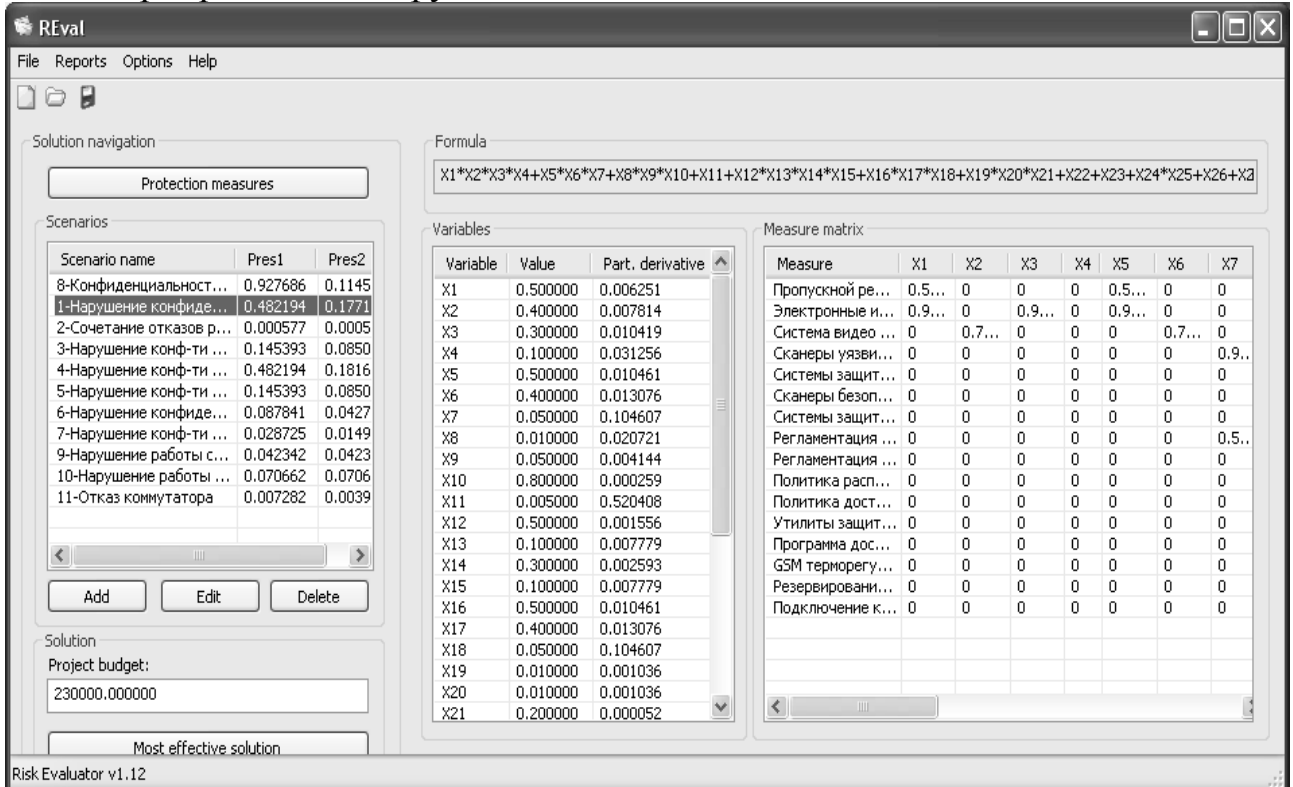 REval
File Reports Options Help
Solution navigation
Protection measures
Scenarios
Scenario name Pres1 Pres2
8-Конфиденциальност... 0.927686 0.1145
1-Нарушение конфиде... 0.482194 0.1771
2-Сочетание отказов р... 0.000577 0.0005
3-Нарушение конф-ти ... 0.145393 0.0850
4-Нарушение конф-ти ... 0.482194 0.1816
5-Нарушение конф-ти ... 0.145393 0.0850
6-Нарушение конфиде... 0.087841 0.0427
7-Нарушение конф-ти ... 0.028725 0.0149
9-Нарушение работы с... 0.042342 0.0423
10-Нарушение работы ... 0.070662 0.0706
11-Отказ коммутатора 0.007282 0.0039
Add Edit Delete
Solution
Project budget:
230000.000000
Most effective solution
Formula
X1*X2*X3*X4+X5*X6*X7+X8*X9*X10+X11+X12*X13*X14*X15+X16*X17*X18+X19*X20*X21+X22+X23+X24*X25+X26+X2
Variables
Variable Value Part. derivative
X1 0.500000 0.006251
X2 0.400000 0.007814
X3 0.300000 0.010419
X4 0.100000 0.031256
X5 0.500000 0.010461
X6 0.400000 0.013076
X7 0.050000 0.104607
X8 0.010000 0.020721
X9 0.050000 0.004144
X10 0.800000 0.000259
X11 0.005000 0.520408
X12 0.500000 0.001556
X13 0.100000 0.007779
X14 0.300000 0.002593
X15 0.100000 0.007779
X16 0.500000 0.010461
X17 0.400000 0.013076
X18 0.050000 0.104607
X19 0.010000 0.001036
X20 0.010000 0.001036
X21 0.200000 0.000052
Measure matrix
Measure X1 X2 X3 X4 X5 X6 X7
Пропускной ре... 0.5... 0 0 0 0.5... 0 0
Электронные и... 0.9... 0 0.9... 0 0.9... 0 0
Система видео ... 0 0.7... 0 0 0 0.7... 0
Сканеры уязви... 0 0 0 0 0 0 0.9..
Системы защит... 0 0 0 0 0 0 0
Сканеры безоп... 0 0 0 0 0 0 0
Системы защит... 0 0 0 0 0 0 0
Регламентация ... 0 0 0 0 0 0 0.5..
Регламентация ... 0 0 0 0 0 0 0
Политика расп... 0 0 0 0 0 0 0
Политика дост... 0 0 0 0 0 0 0
Утилиты защит... 0 0 0 0 0 0 0
Программа дос... 0 0 0 0 0 0 0
GSM терморегу... 0 0 0 0 0 0 0
Резервировани... 0 0 0 0 0 0 0
Подключение к... 0 0 0 0 0 0 0
Risk Evaluator v1.12